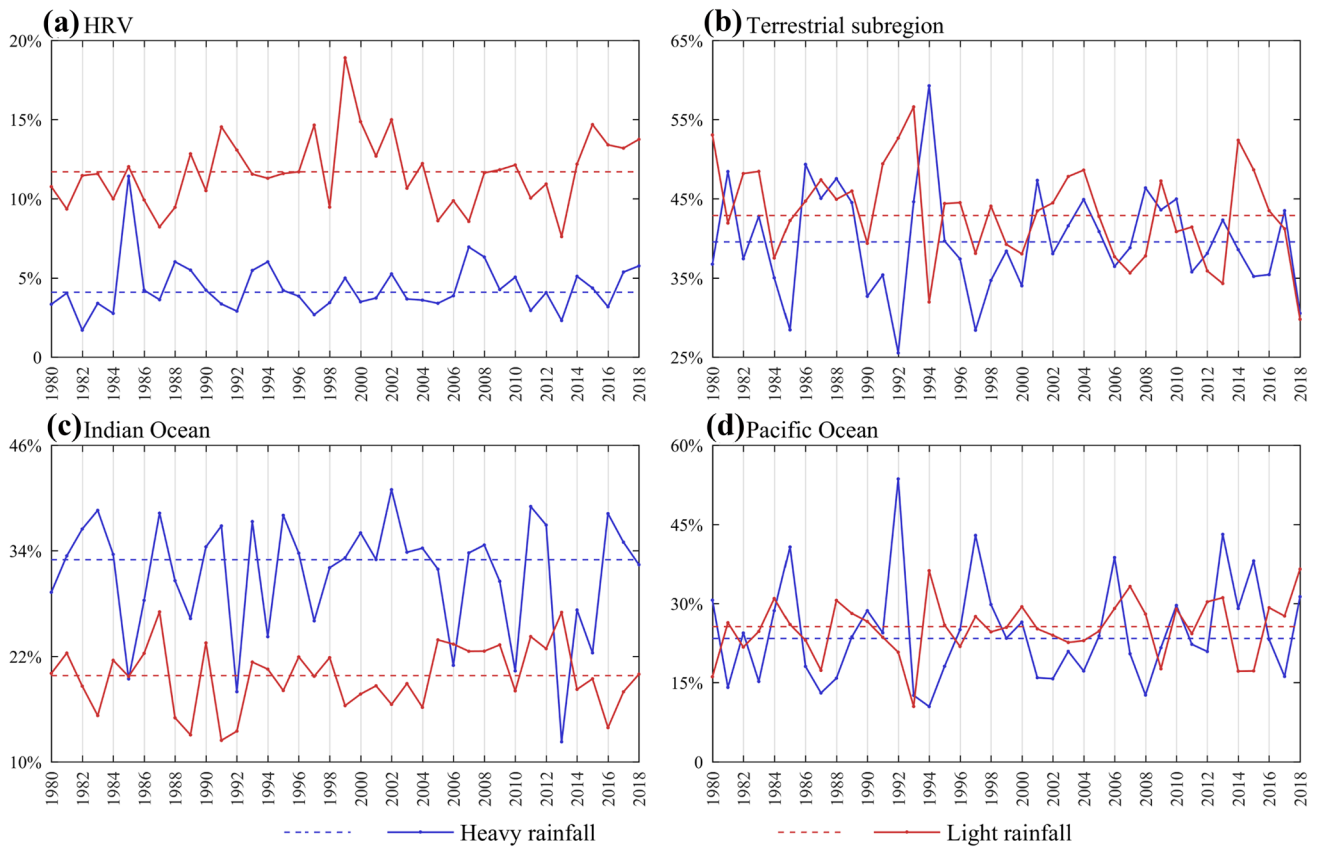 (a) HRV
20%
15%
10%
5%
0
1980 1982 1984 1986 1988 1990 1992 1994 1996 1998 2000 2002 2004 2006 2008 2010 2012 2014 2016 2018
(b) Terrestrial subregion
65%
55%
45%
35%
25%
1980 1982 1984 1986 1988 1990 1992 1994 1996 1998 2000 2002 2004 2006 2008 2010 2012 2014 2016 2018
(c) Indian Ocean
46%
34%
22%
10%
1980 1982 1984 1986 1988 1990 1992 1994 1996 1998 2000 2002 2004 2006 2008 2010 2012 2014 2016 2018
(d) Pacific Ocean
60%
45%
30%
15%
0
1980 1982 1984 1986 1988 1990 1992 1994 1996 1998 2000 2002 2004 2006 2008 2010 2012 2014 2016 2018
Heavy rainfall
Light rainfall